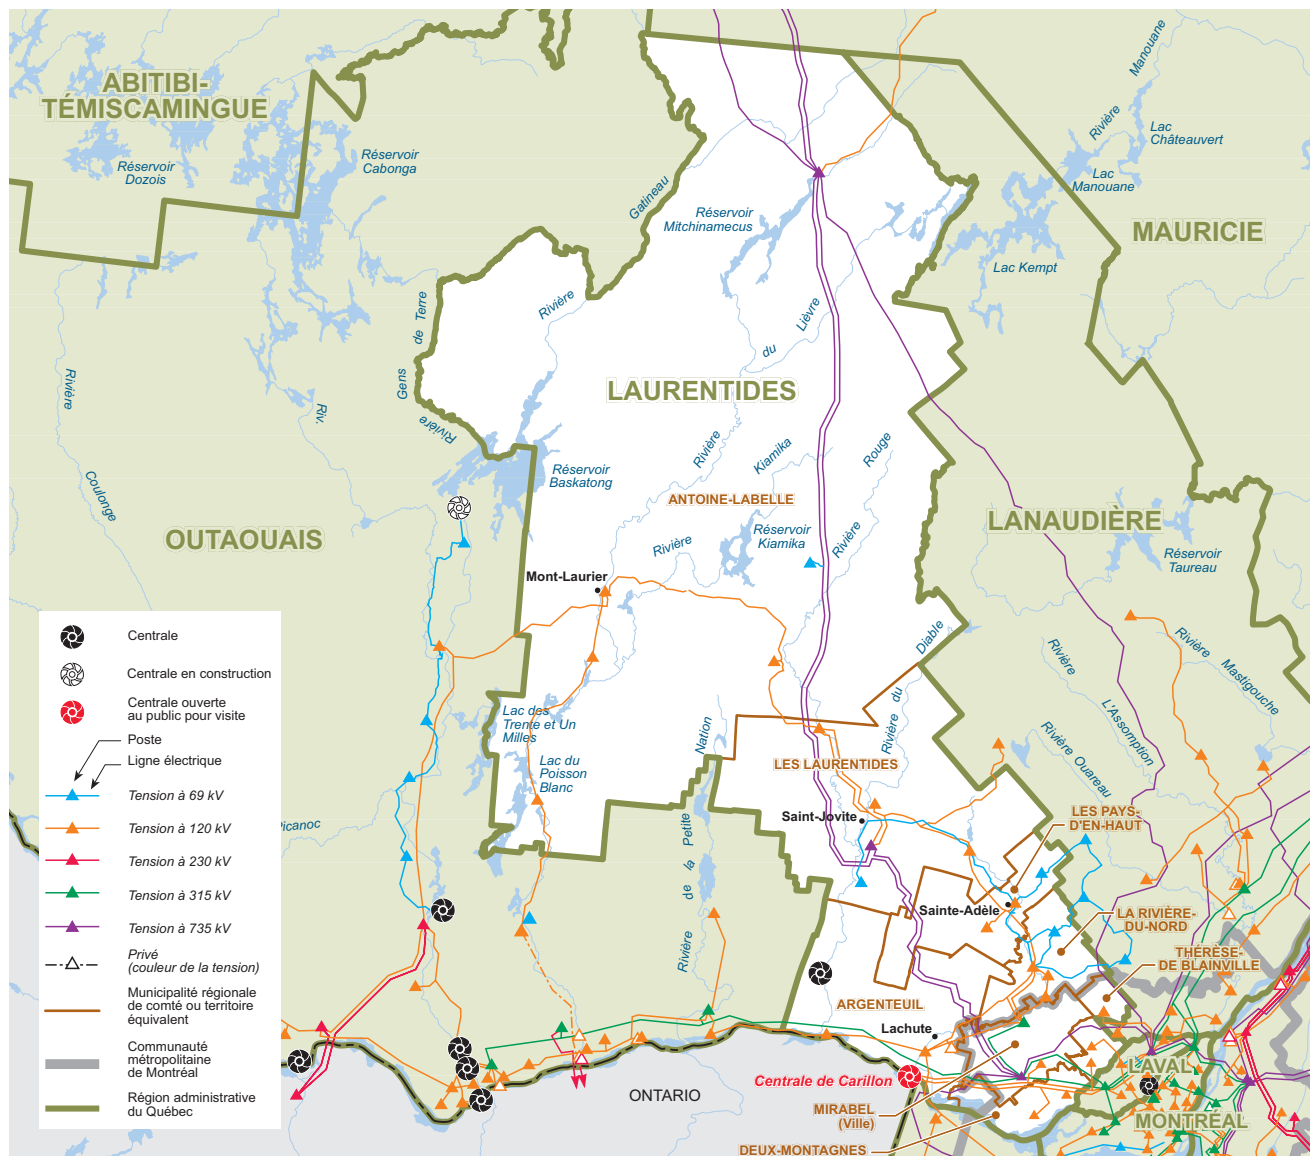 ABITIBI-
TÉMISCAMINGUE
Réservoir
Dozois
Réservoir
Cabonga
Gatineau
Réservoir
Mitchinamecus
Rivière
Manouane
Lac
Châteauvert
Lac
Manouane
MAURICIE
Lac Kempt
Rivière
Gens
de Terre
Riv.
Rivière
Rivière
du
Lièvre
LAURENTIDES
Rivière
Coulonge
Réservoir
Baskatong
Rivière
Kiamika
Rouge
Rivière
ANTOINE-LABELLE
Réservoir
Kiamika
Rivière
OUTAOUAIS
LANAUDIÈRE
Réservoir
Taureau
Mont-Laurier
Diable
Rivière du
Rivière
L'Assomption
Rivière
Mastigouche
Rivière Ouareau
Lac des
Trente et Un
Milles
Lac du
Poisson
Blanc
Nation
de la Petite
Rivière
LES LAURENTIDES
Saint-Jovite
LES PAYS-
D'EN-HAUT
Sainte-Adèle
LA RIVIÈRE-
DU-NORD
THÉRÈSE-
DE BLAINVILLE
ARGENTEUIL
Lachute
Centrale de Carillon
ONTARIO
MIRABEL
(Ville)
DEUX-MONTAGNES
LAVAL
MONTRÉAL
Picanoc
Centrale
Centrale en construction
Centrale ouverte
au public pour visite
Poste
Ligne électrique
Tension à 69 kV
Tension à 120 kV
Tension à 230 kV
Tension à 315 kV
Tension à 735 kV
Privé
(couleur de la tension)
Municipalité régionale
de comté ou territoire
équivalent
Communauté
métropolitaine
de Montréal
Région administrative
du Québec